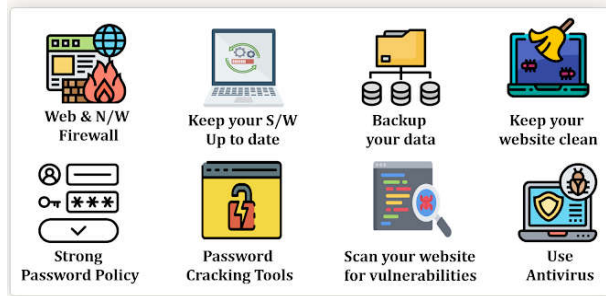 Web & N/W
Firewall
Keep your S/W
Up to date
Backup
your data
Keep your
website clean
***
Strong
Password Policy
Password
Cracking Tools
Scan your website
for vulnerabilities
Use
Antivirus